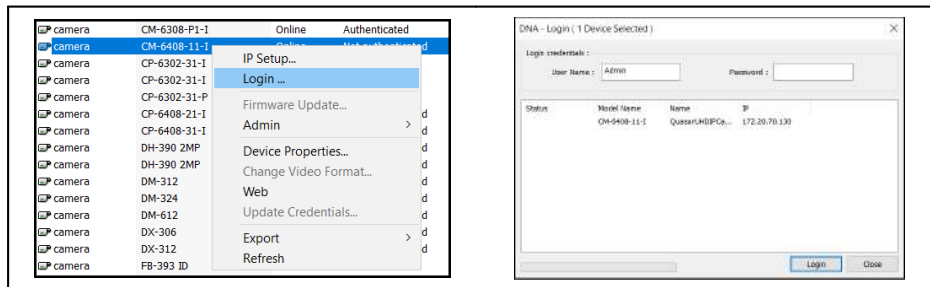 camera CM-6308-P1-I Online Authenticated
camera CM-6408-11-I Online Not authenticated
camera CP-6302-31-I
camera CP-6302-31-I
camera CP-6302-31-P
camera CP-6408-21-I d
camera CP-6408-31-I d
camera DH-390 2MP d
camera DH-390 2MP d
camera DM-312 d
camera DM-324 d
camera DM-612 d
camera DX-306 d
camera DX-312 d
camera FB-393 ID
IP Setup...
Login ...
Firmware Update...
Admin >
Device Properties...
Change Video Format...
Web
Update Credentials...
Export >
Refresh
DNA - Login ( 1 Device Selected )
Login credentials :
User Name : Admin Password :
Status Model Name Name IP
CM-6408-11-I QuasarUHDIPCa... 172.20.70.130
Login Close